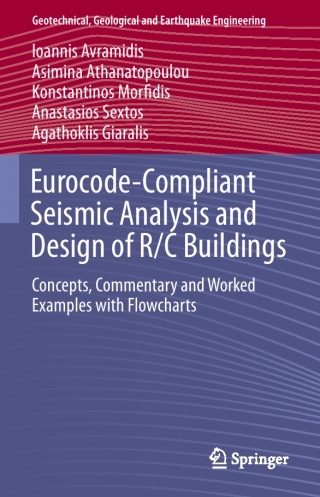 Geotechnical, Geological and Earthquake Engineering
Ioannis Avramidis
Asimina Athanatopoulou
Konstantinos Morfidis
Anastasios Sextos
Agathoklis Giaralis
Eurocode-Compliant
Seismic Analysis and
Design of R/C Buildings
Concepts, Commentary and Worked
Examples with Flowcharts
Springer